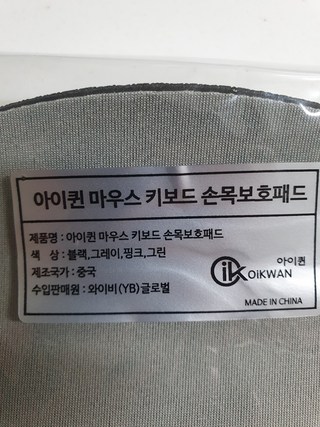 아이퀸 마우스 키보드 손목보호패드
제품명 : 아이퀸 마우스 키보드 손목보호패드
색 상 : 블랙,그레이,핑크,그린
제조국가 : 중국
수입판매원 : 와이비(YB)글로벌
아이퀸
iK OiKWAN
MADE IN CHINA